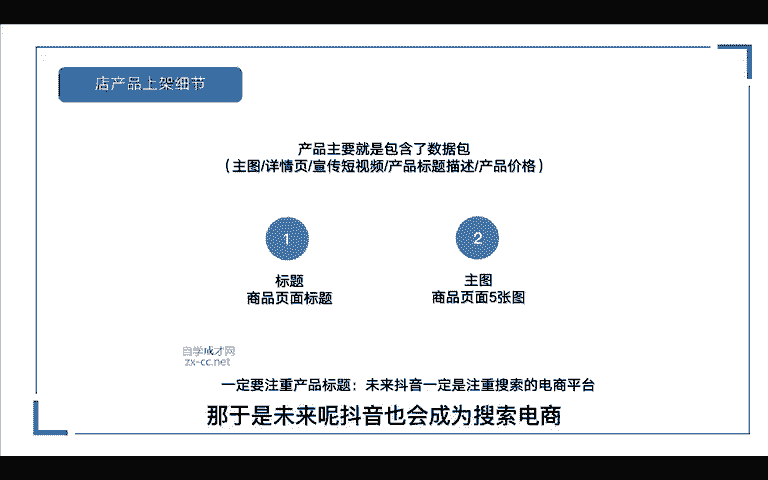 店产品上架细节
产品主要就是包含了数据包
（主图/详情页/宣传短视频/产品标题描述/产品价格）
1
2
标题
商品页面标题
主图
商品页面5张图
自学成才网
zx-cc.net
一定要注重产品标题：未来抖音一定是注重搜索的电商平台
那于是未来呢抖音也会成为搜索电商